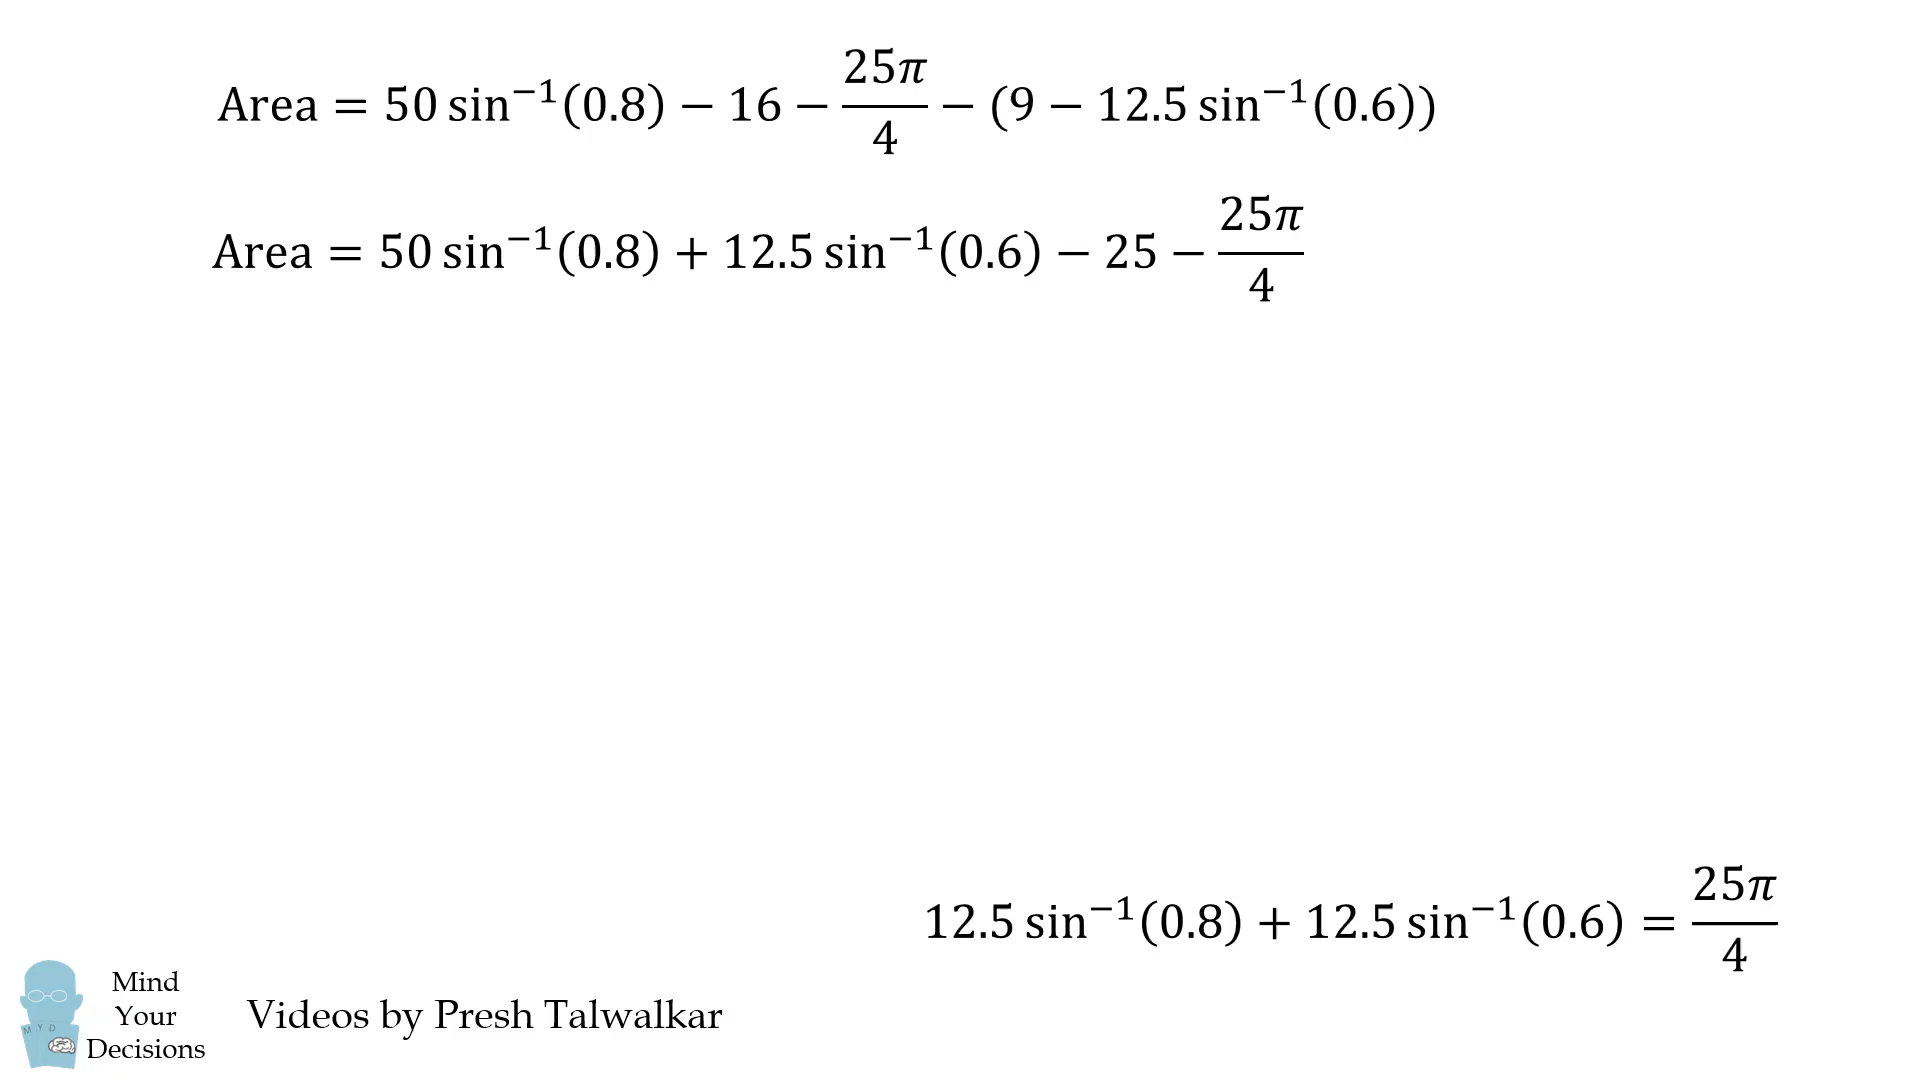 Area = 50 sin⁻¹(0.8) − 16 − 25π/4 − (9 − 12.5 sin⁻¹(0.6))
Area = 50 sin⁻¹(0.8) + 12.5 sin⁻¹(0.6) − 25 − 25π/4
12.5 sin⁻¹(0.8) + 12.5 sin⁻¹(0.6) = 25π/4
M Y D
Mind
Your
Decisions
Videos by Presh Talwalkar